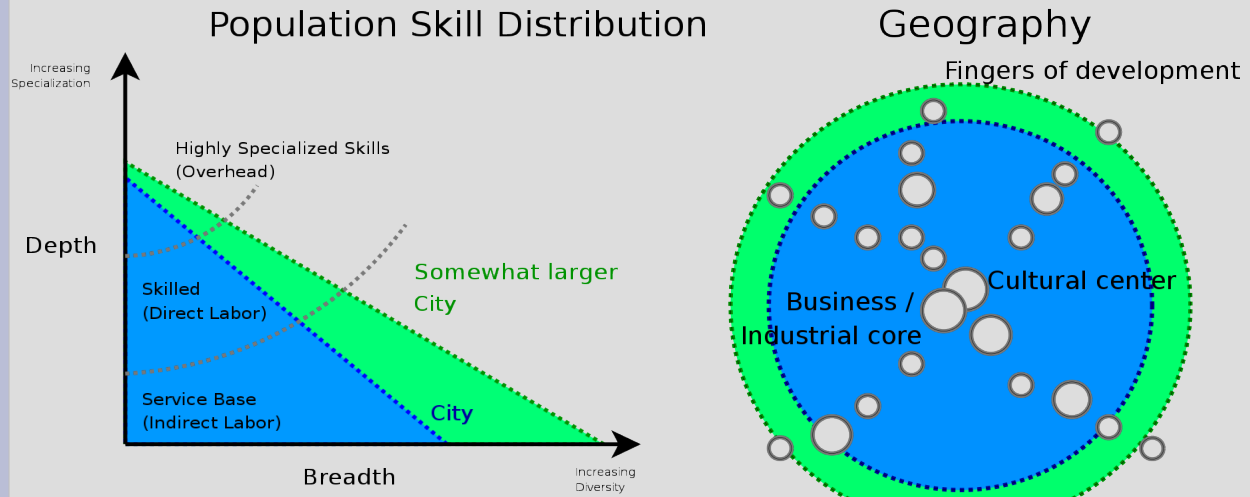 Population Skill Distribution
Geography
Increasing
Specialization
Fingers of development
Highly Specialized Skills
(Overhead)
Depth
Somewhat larger
City
Skilled
(Direct Labor)
Cultural center
Business /
Industrial core
Service Base
(Indirect Labor)
City
Breadth
Increasing
Diversity